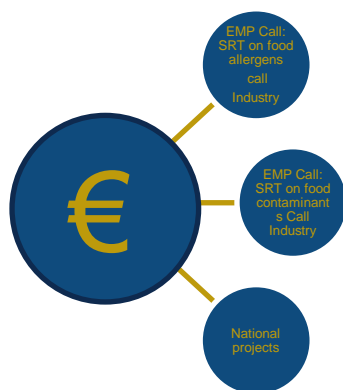 EMP Call:
SRT on food
allergens
call
Industry
€
EMP Call:
SRT on food
contaminant
s Call
Industry
National
projects